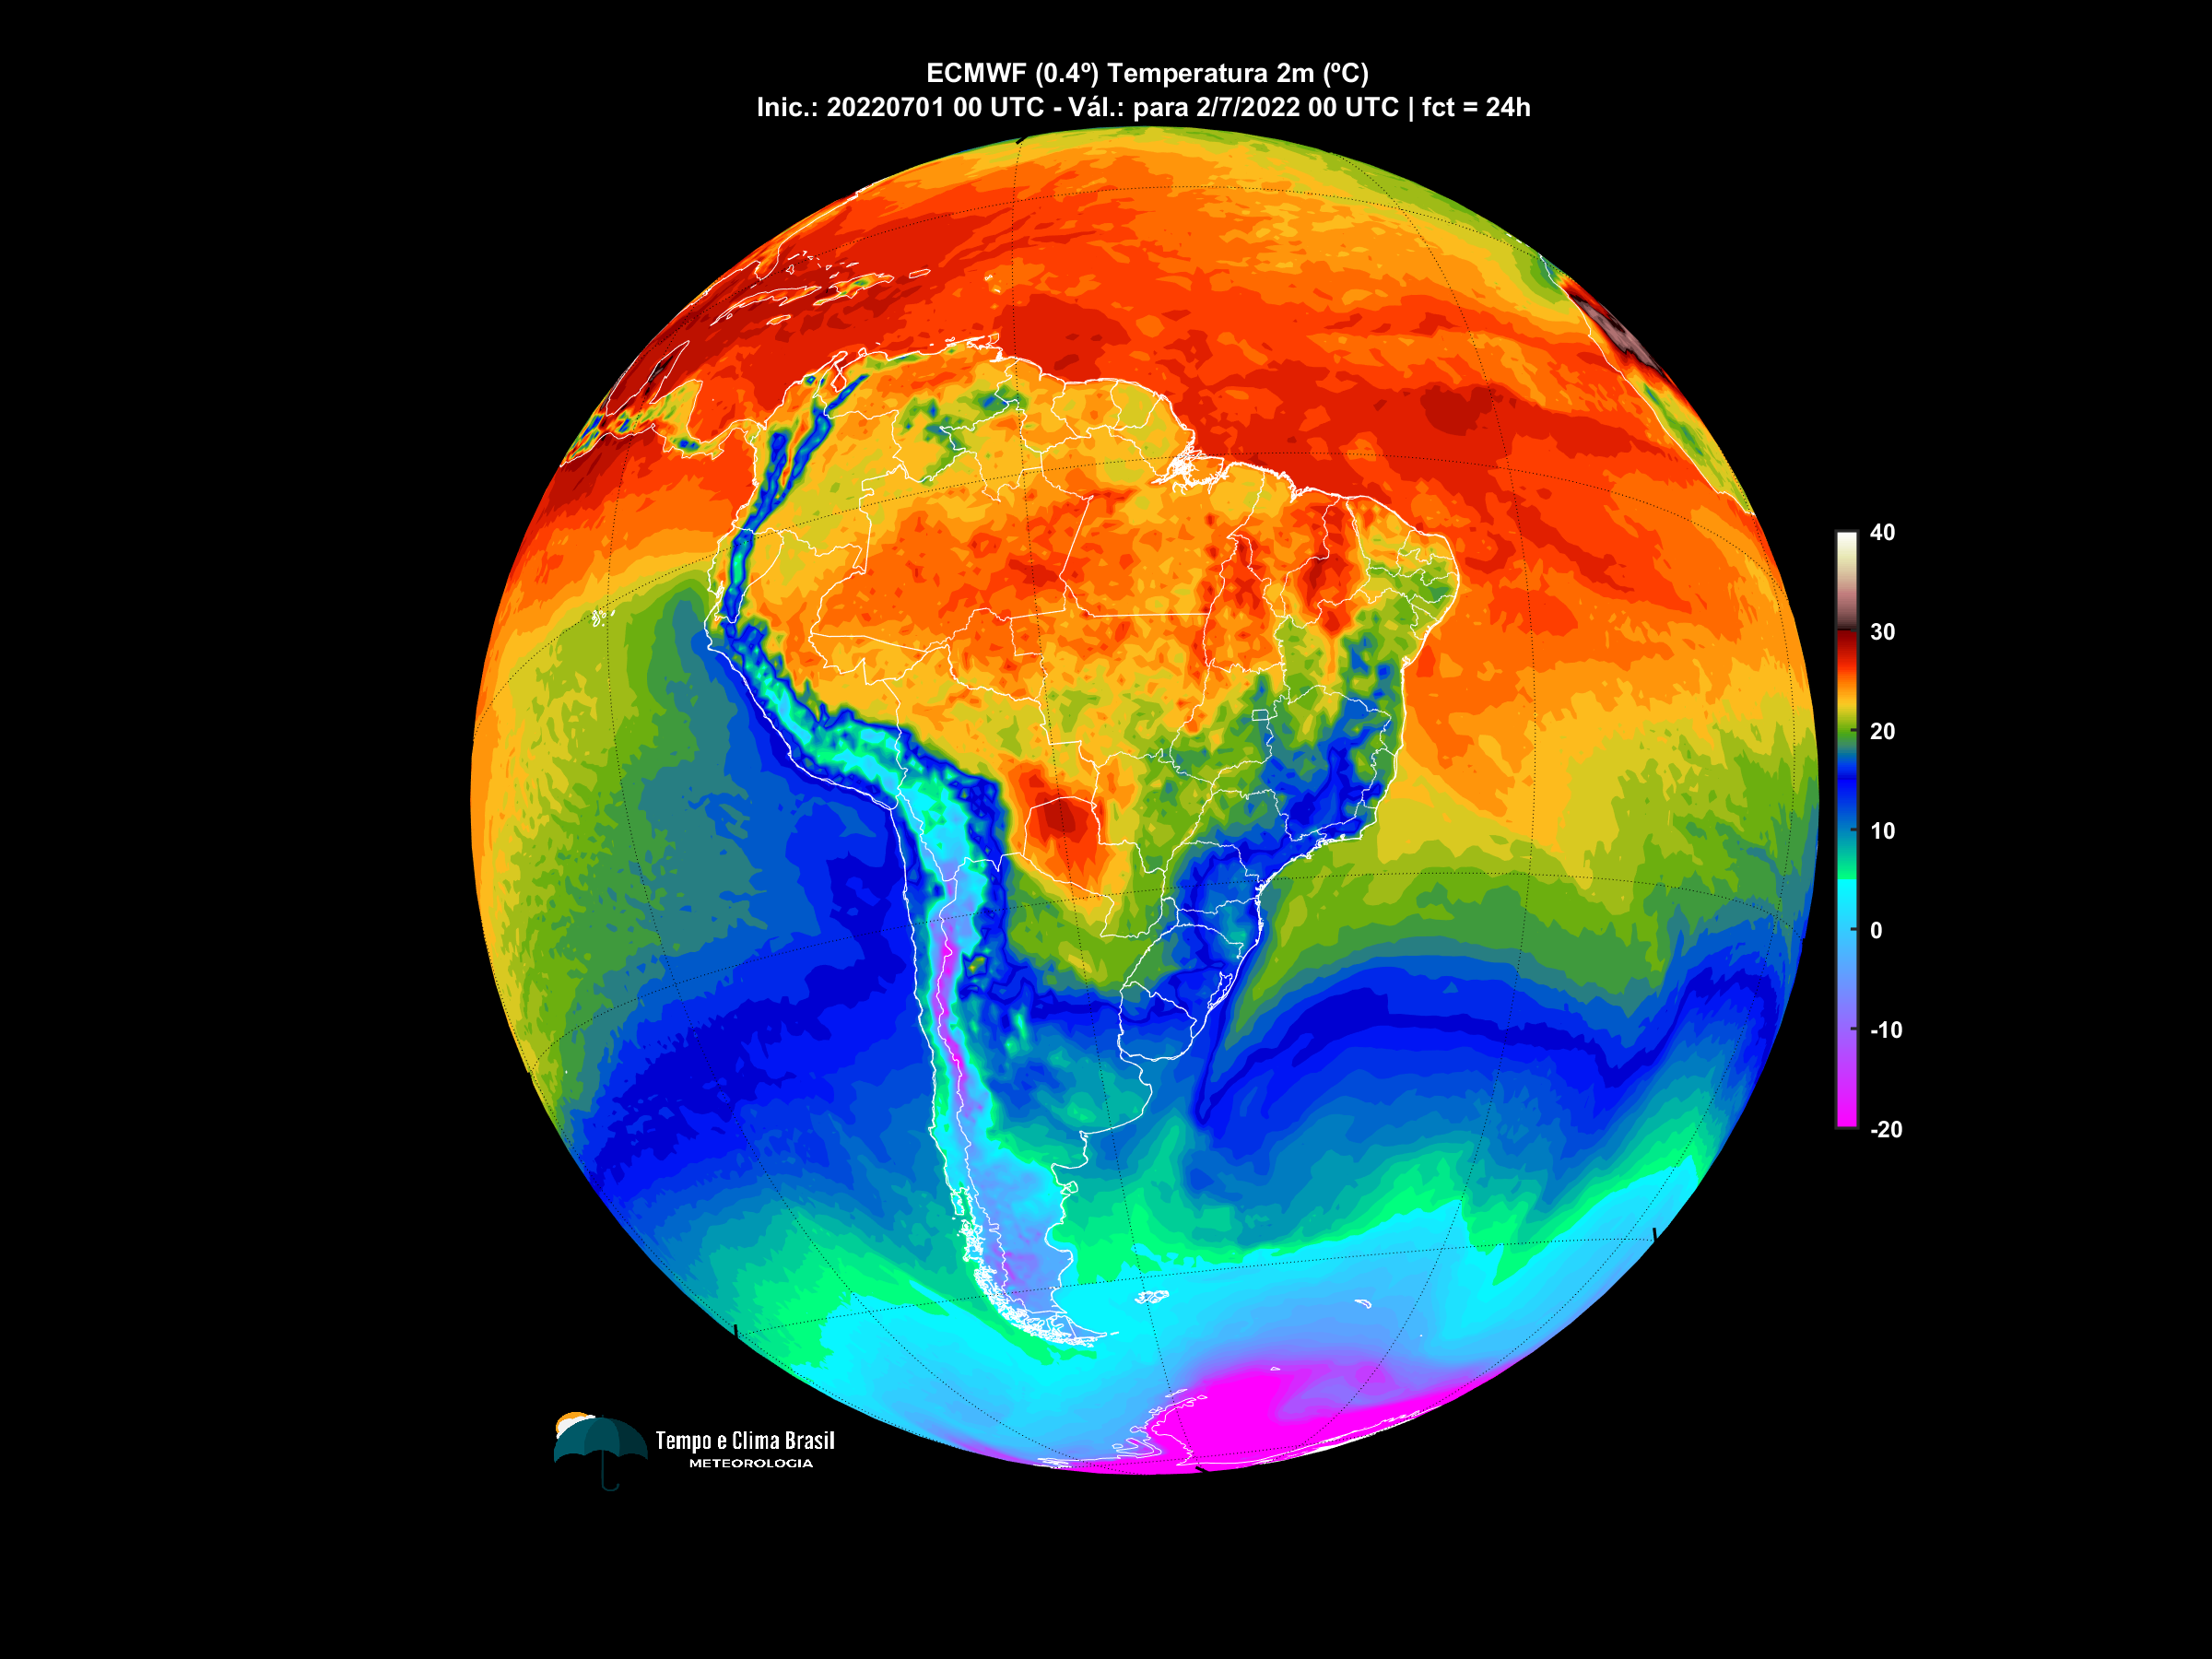 ECMWF (0.4º) Temperatura 2m (ºC)
Inic.: 20220701 00 UTC - Vál.: para 2/7/2022 00 UTC | fct = 24h
40
30
20
10
0
-10
-20
Tempo e Clima Brasil
METEOROLOGIA